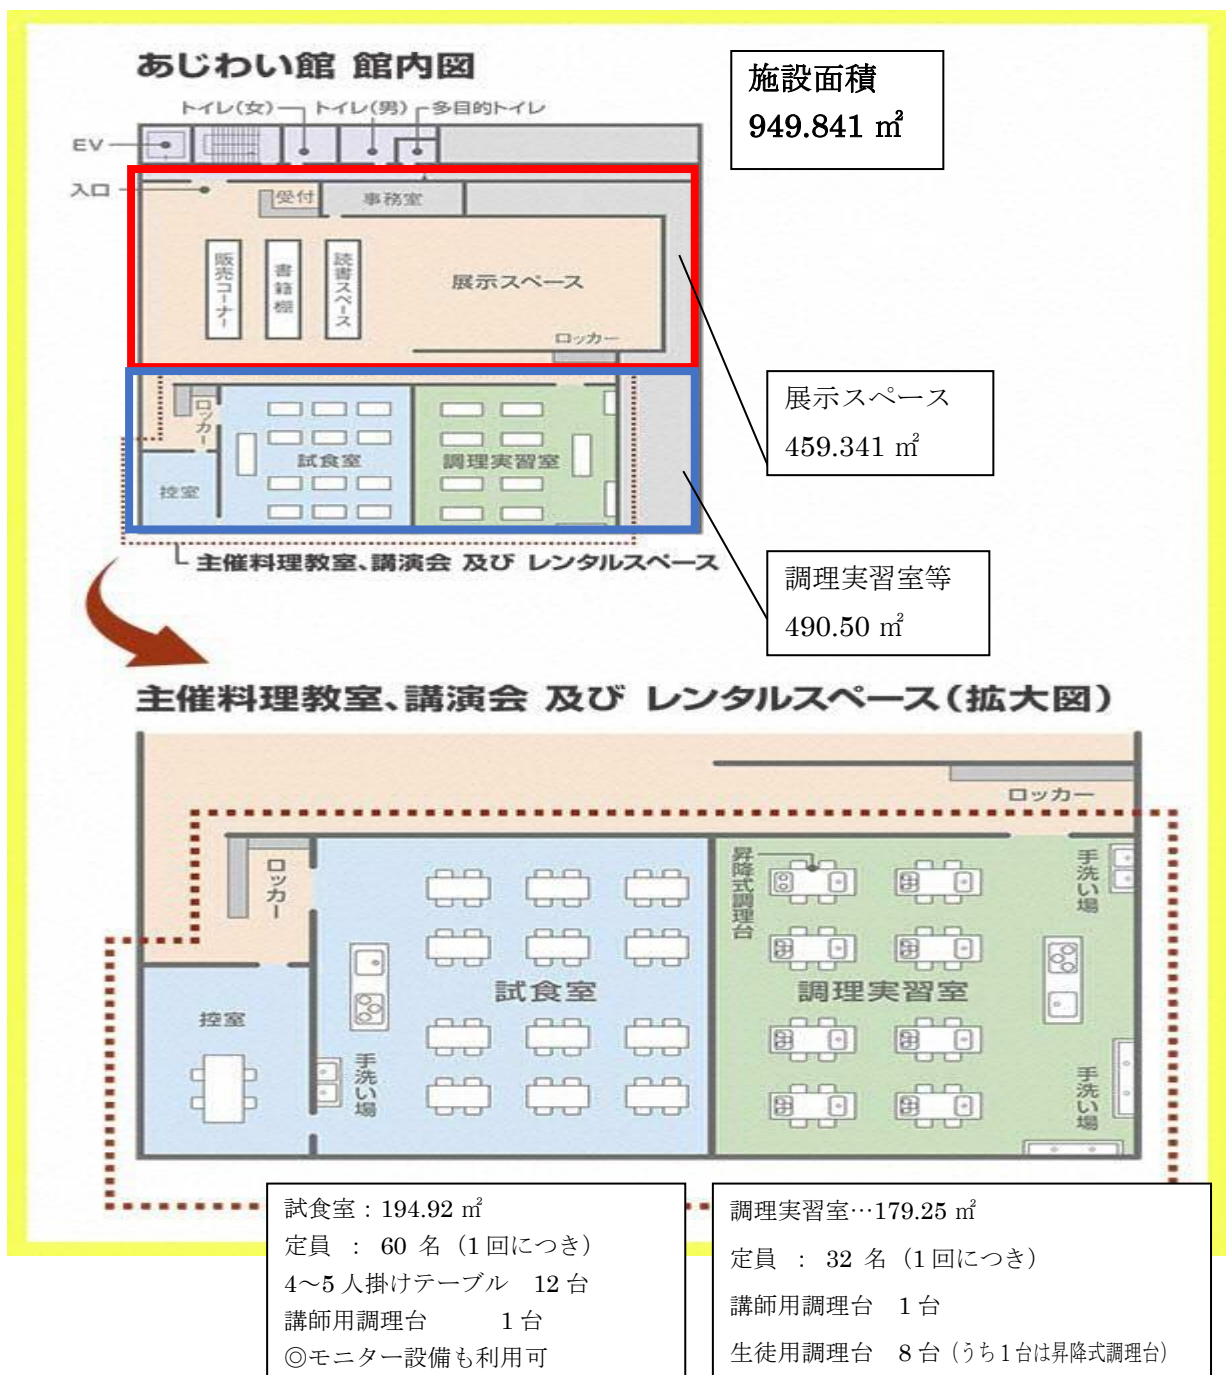 あじわい館 館内図
施設面積
949.841 ㎡
トイレ(女)
トイレ(男)
多目的トイレ
EV
入口
受付
事務室
販売コーナー
書籍棚
読書スペース
展示スペース
ロッカー
展示スペース
459.341 ㎡
ロッカー
試食室
調理実習室
控室
主催料理教室、講演会 及び レンタルスペース
調理実習室等
490.50 ㎡
主催料理教室、講演会 及び レンタルスペース(拡大図)
ロッカー
ロッカー
昇降式調理台
手洗い場
試食室
調理実習室
控室
手洗い場
手洗い場
試食室：194.92 ㎡
定員 ： 60 名（1 回につき）
4～5 人掛けテーブル 12 台
講師用調理台 1 台
◎モニター設備も利用可
調理実習室…179.25 ㎡
定員 ： 32 名（1 回につき）
講師用調理台 1 台
生徒用調理台 8 台（うち 1 台は昇降式調理台）